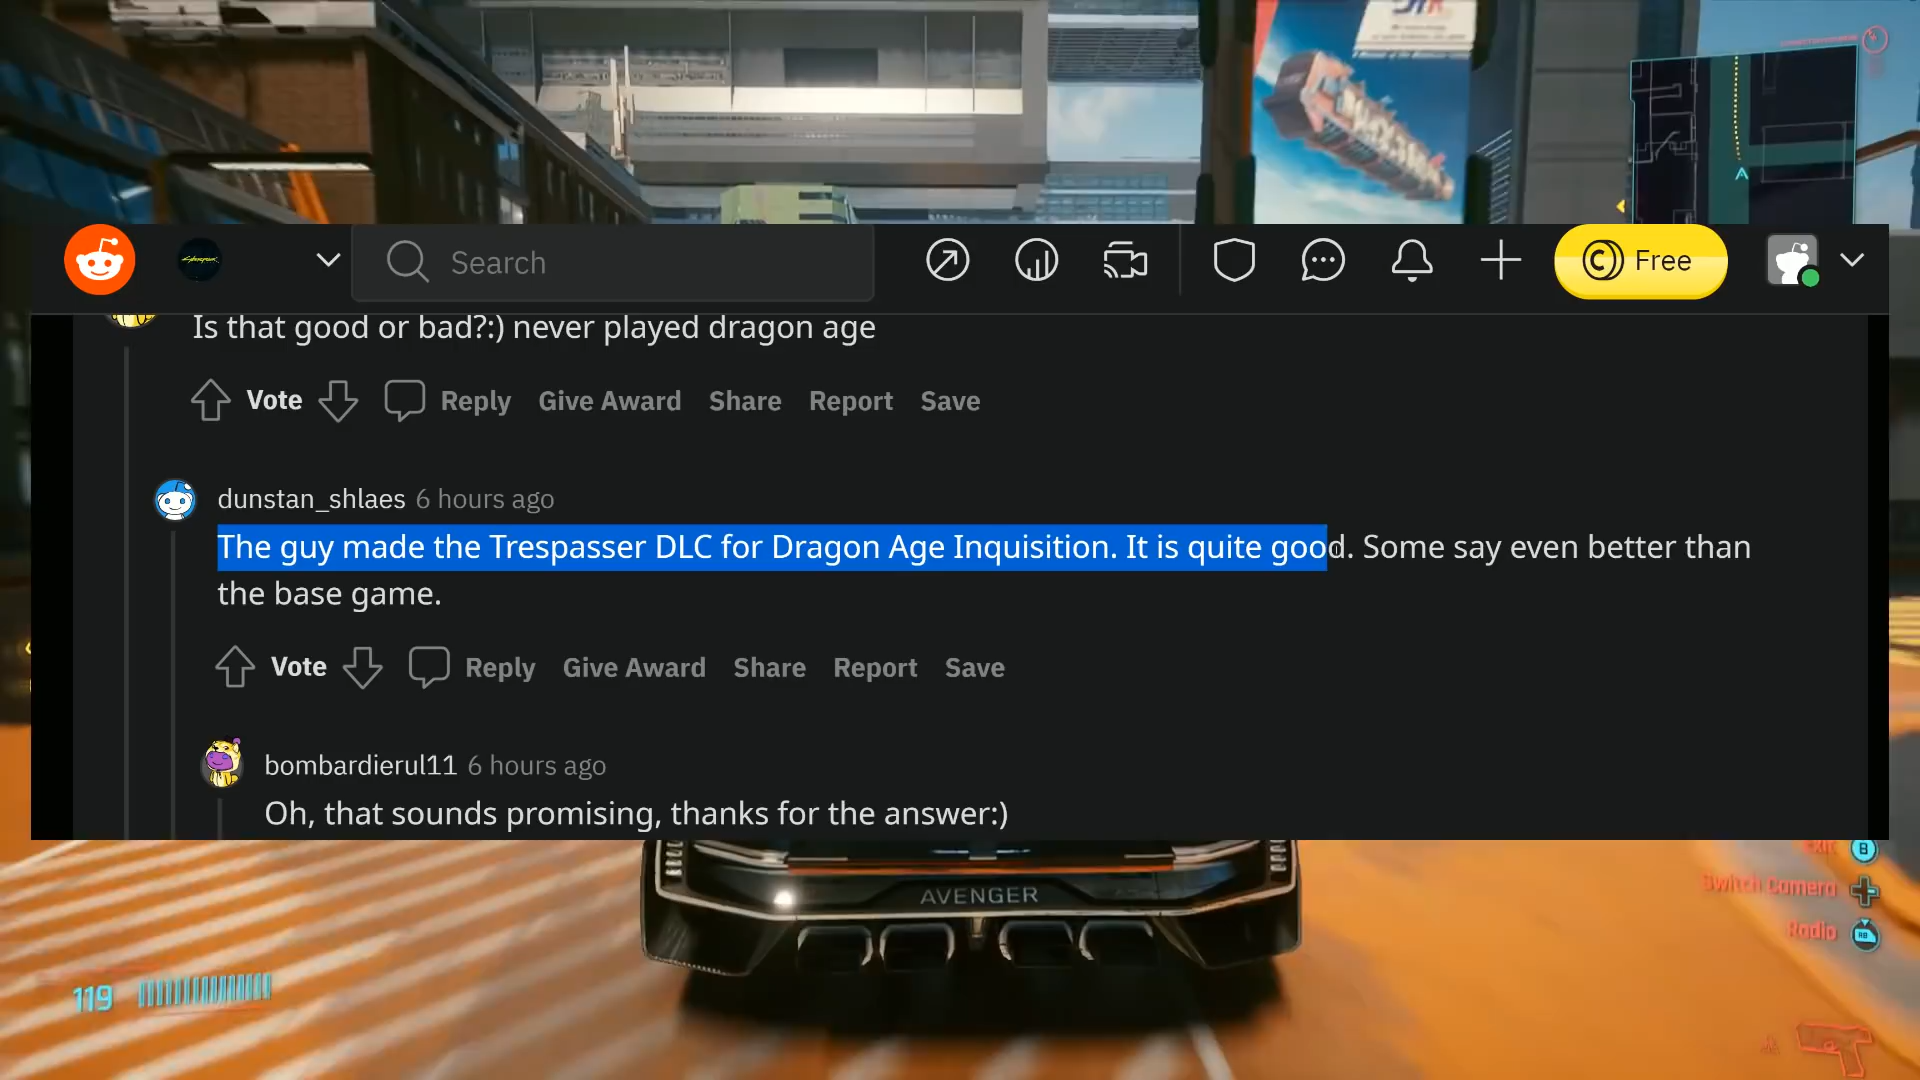 Search
Free
Is that good or bad?:) never played dragon age
Vote Reply Give Award Share Report Save
dunstan_shlaes 6 hours ago
The guy made the Trespasser DLC for Dragon Age Inquisition. It is quite good. Some say even better than
the base game.
Vote Reply Give Award Share Report Save
bombardierul11 6 hours ago
Oh, that sounds promising, thanks for the answer:)
AVENGER
Exit B
Switch Camera
Radio RB
119